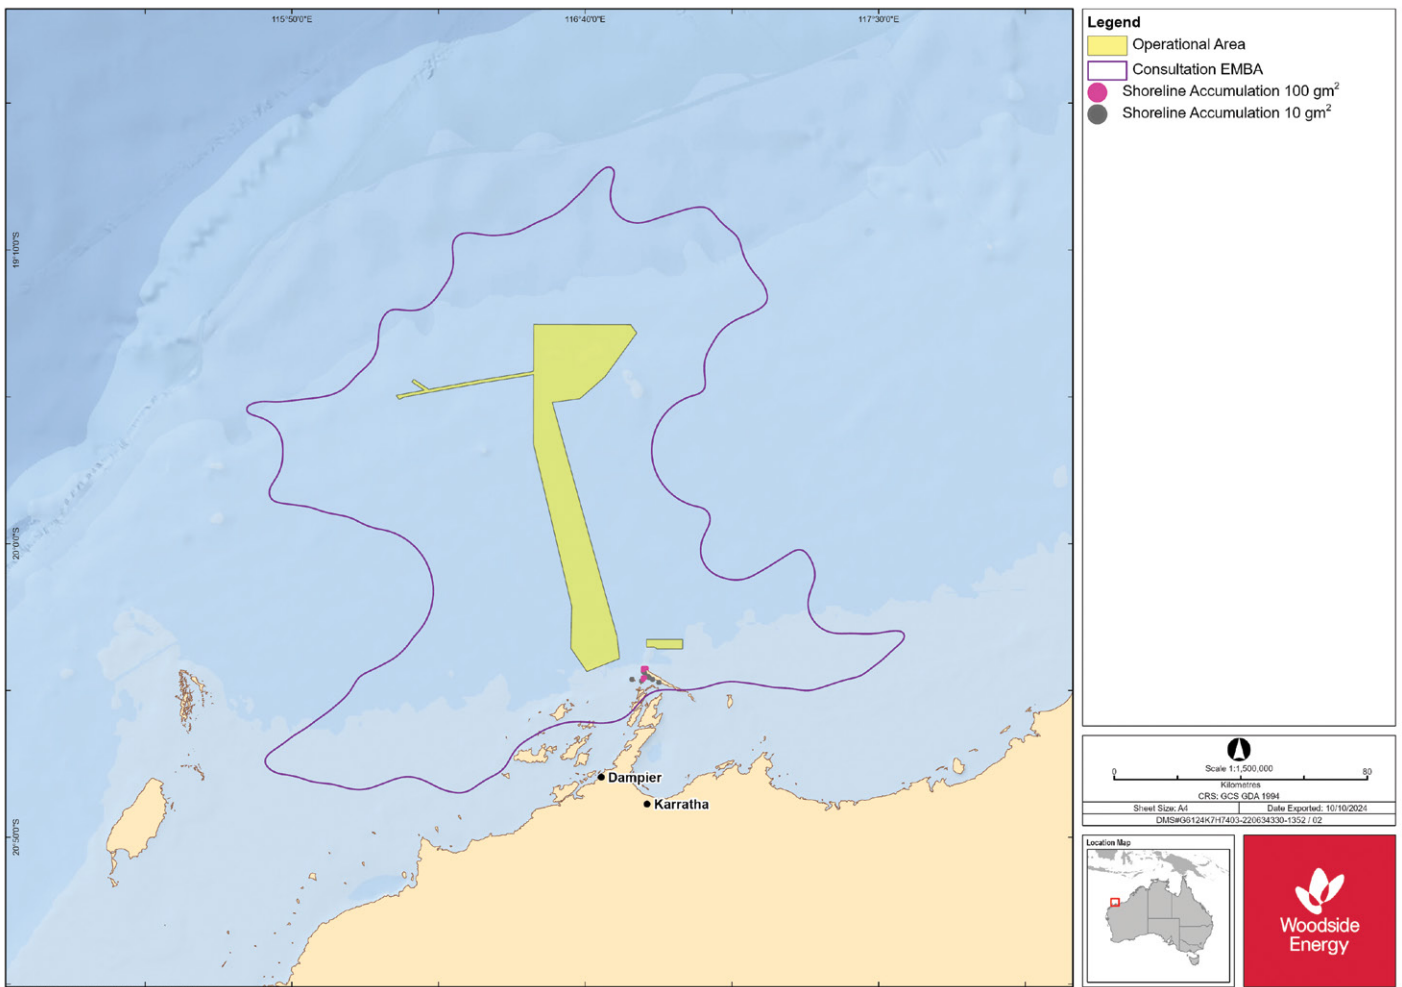 115°50'0"E
116°40'0"E
117°30'0"E
19°10'0"S
20°0'0"S
20°50'0"S
Dampier
Karratha
Legend
Operational Area
Consultation EMBA
Shoreline Accumulation 100 gm²
Shoreline Accumulation 10 gm²
Scale 1:1,500,000
0 80
Kilometres
CRS: GCS GDA 1994
Sheet Size: A4 Date Exported: 10/10/2024
DMS#G6124K7H7403-220634330-1352 / 02
Location Map
Woodside
Energy